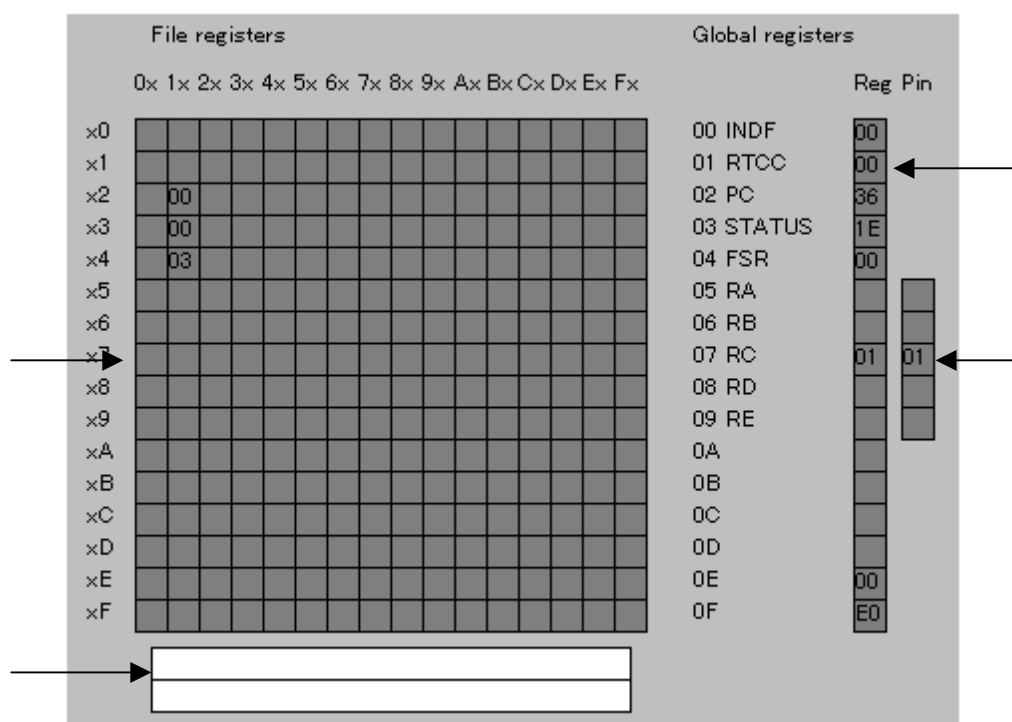 File registers Global registers
0x 1x 2x 3x 4x 5x 6x 7x 8x 9x Ax Bx Cx Dx Ex Fx Reg Pin
x0 00 INDF 00
x1 01 RTCC 00
x2 00 02 PC 36
x3 00 03 STATUS 1E
x4 03 04 FSR 00
x5 05 RA
x6 06 RB
x7 07 RC 01 01
x8 08 RD
x9 09 RE
xA 0A
xB 0B
xC 0C
xD 0D
xE 0E 00
xF 0F E0